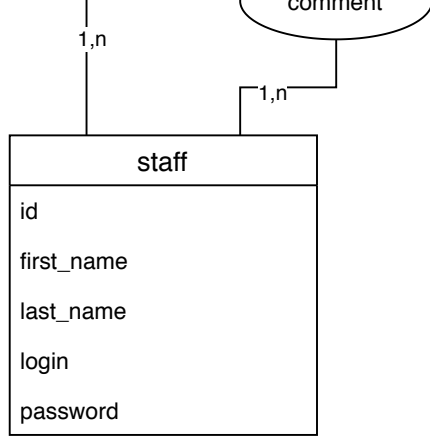 comment
1,n
1,n
staff
id
first_name
last_name
login
password